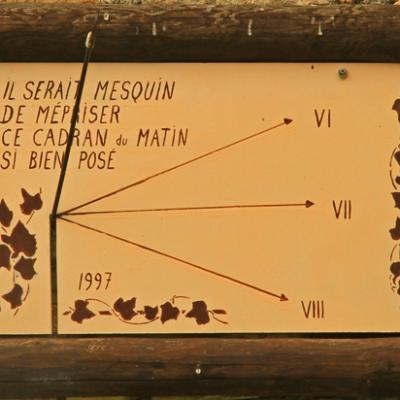 IL SERAIT MESQUIN
DE MÉPRISER
CE CADRAN du MATIN
SI BIEN POSÉ
VI
VII
1997
VIII